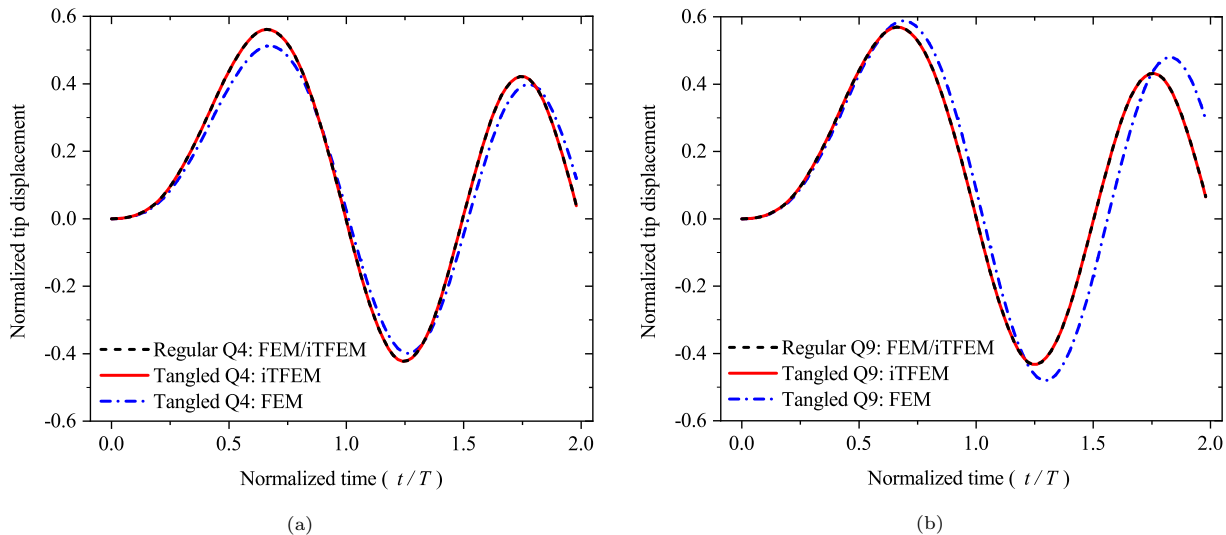 0.6
0.4
0.2
0.0
-0.2
-0.4
-0.6
Normalized tip displacement
Regular Q4: FEM/iTFEM
Tangled Q4: iTFEM
Tangled Q4: FEM
0.0 0.5 1.0 1.5 2.0
Normalized time ( t / T )
(a)
0.6
0.4
0.2
0.0
-0.2
-0.4
-0.6
Normalized tip displacement
Regular Q9: FEM/iTFEM
Tangled Q9: iTFEM
Tangled Q9: FEM
0.0 0.5 1.0 1.5 2.0
Normalized time ( t / T )
(b)